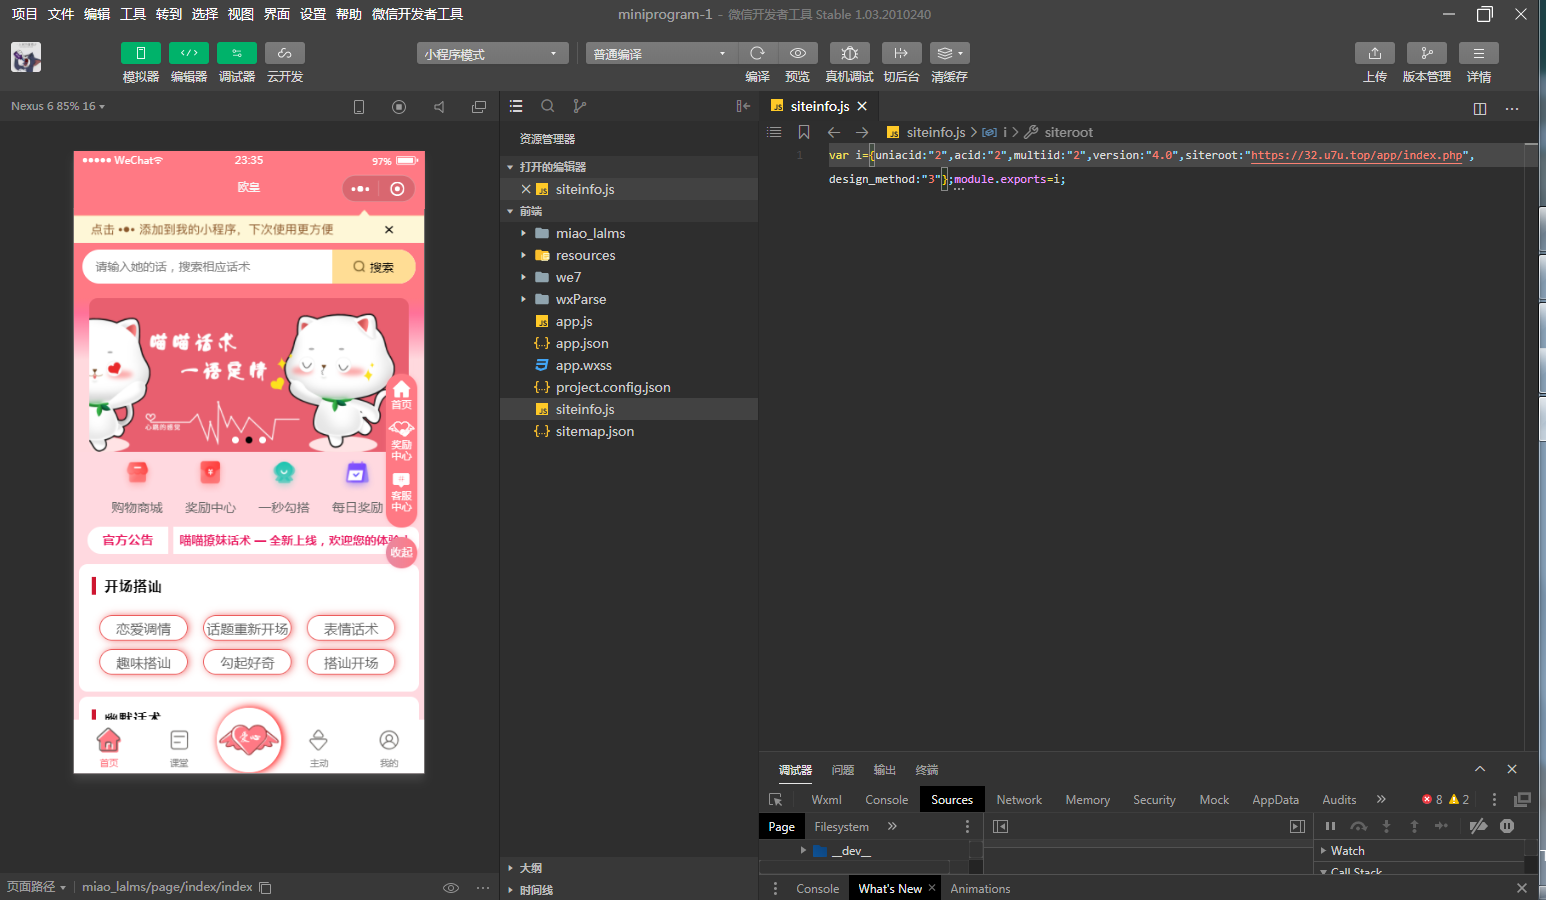 项目 文件 编辑 工具 转到 选择 视图 界面 设置 帮助 微信开发者工具
miniprogram-1 - 微信开发者工具 Stable 1.03.2010240
小程序模式
普通编译
模拟器 编辑器 调试器 云开发
编译 预览 真机调试 切后台 清缓存
上传 版本管理 详情
Nexus 6 85% 16
WeChat
23:35
97%
欧皇
点击 添加到我的小程序，下次使用更方便
请输入她的话，搜索相应话术
搜索
喵喵话术
一语定情
心跳的感觉
首页
奖励
中心
客服
中心
收起
购物商城 奖励中心 一秒勾搭 每日奖励
官方公告
喵喵撩妹话术 — 全新上线，欢迎您的体验
开场搭讪
恋爱调情 话题重新开场 表情话术
趣味搭讪 勾起好奇 搭讪开场
幽默话术
爱心
首页 课堂 主动 我的
页面路径 miao_lalms/page/index/index
资源管理器
打开的编辑器
siteinfo.js
前端
miao_lalms
resources
we7
wxParse
app.js
app.json
app.wxss
project.config.json
siteinfo.js
sitemap.json
大纲
时间线
siteinfo.js
siteinfo.js i siteroot
1
var i={uniacid:"2",acid:"2",multiid:"2",version:"4.0",siteroot:"https://32.u7u.top/app/index.php",
design_method:"3"};module.exports=i;
调试器 问题 输出 终端
Wxml Console Sources Network Memory Security Mock AppData Audits 8 2
Page Filesystem
__dev__
Watch
Call Stack
Console What's New Animations